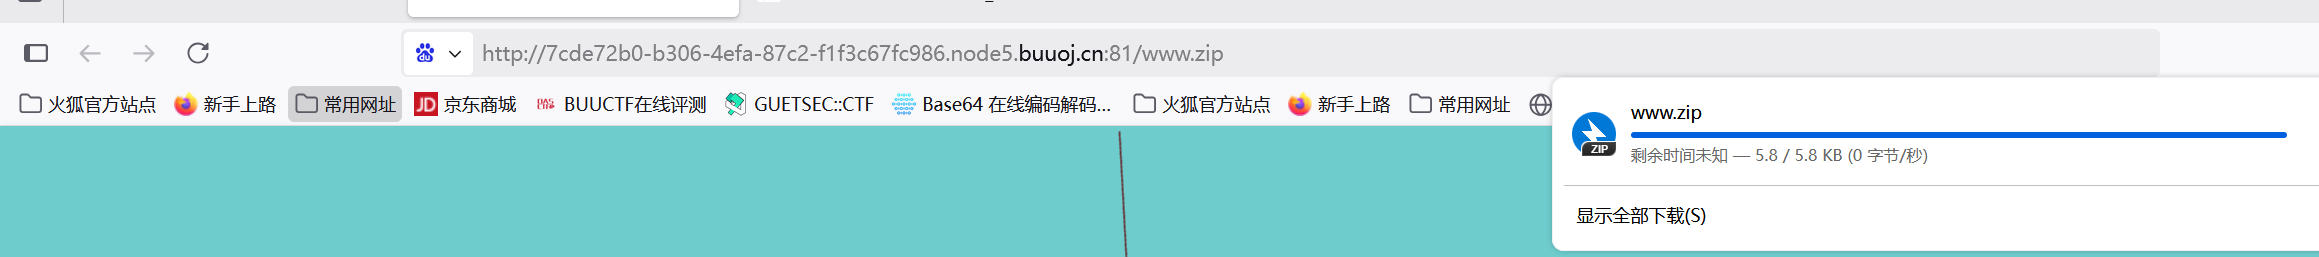 http://7cde72b0-b306-4efa-87c2-f1f3c67fc986.node5.buuoj.cn:81/www.zip
火狐官方站点 新手上路 常用网址 JD 京东商城 BUUCTF在线评测 GUETSEC::CTF Base64 在线编码解码... 火狐官方站点 新手上路 常用网址
www.zip
ZIP
剩余时间未知 — 5.8 / 5.8 KB (0 字节/秒)
显示全部下载(S)